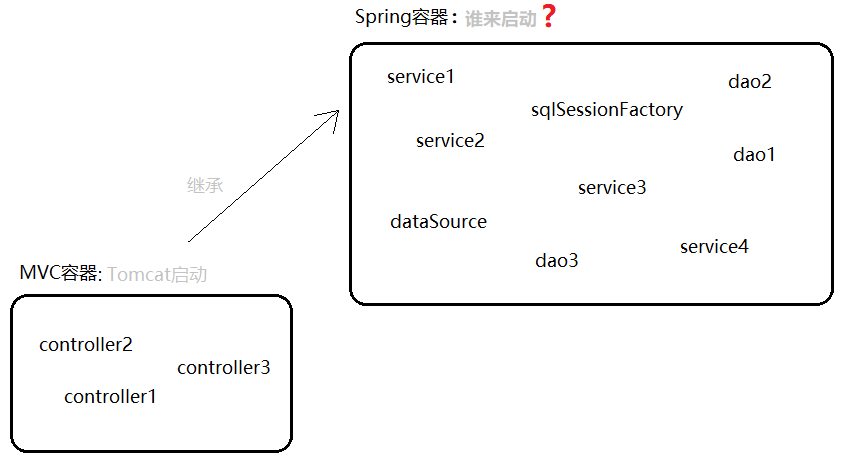 Spring容器：谁来启动❓
service1
dao2
sqlSessionFactory
service2
dao1
service3
dataSource
service4
dao3
继承
MVC容器: Tomcat启动
controller2
controller3
controller1